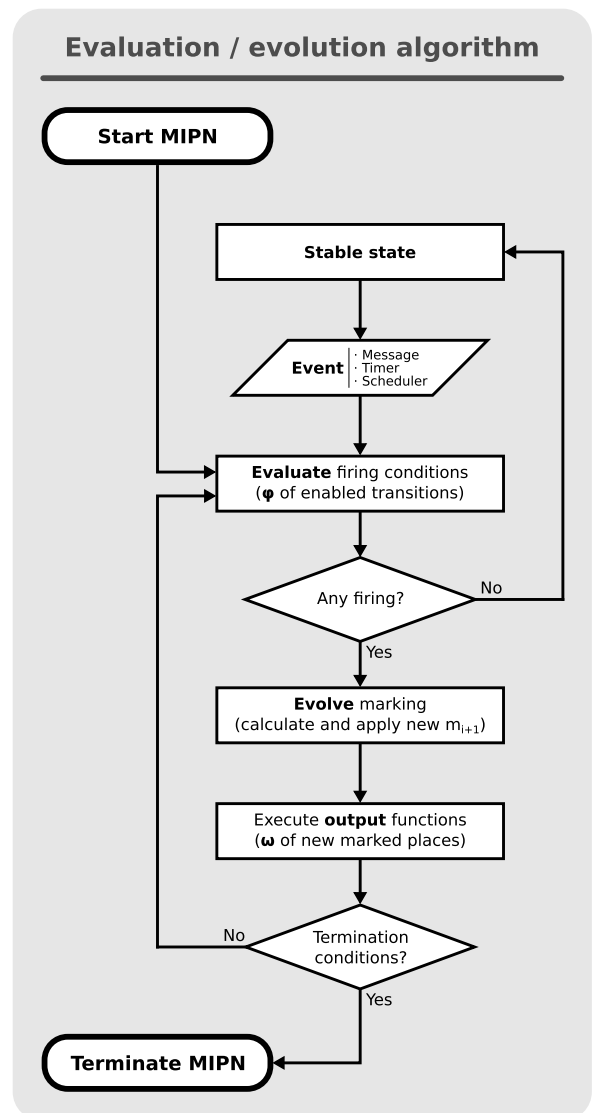 Evaluation / evolution algorithm
Start MIPN
Stable state
Event
· Message
· Timer
· Scheduler
Evaluate firing conditions
(φ of enabled transitions)
Any firing?
No
Yes
Evolve marking
(calculate and apply new mi+1)
Execute output functions
(ω of new marked places)
Termination
conditions?
No
Yes
Terminate MIPN